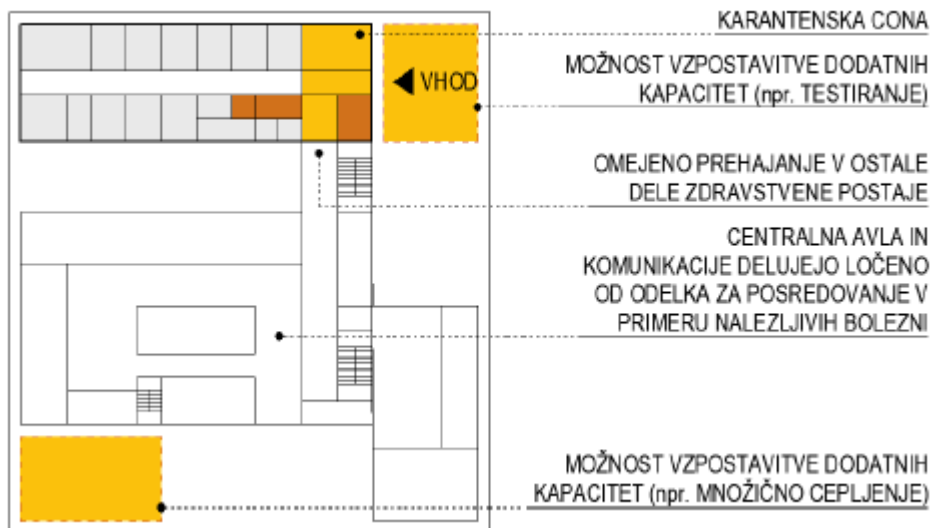 KARANTENSKA CONA
VHOD
MOŽNOST VZPOSTAVITVE DODATNIH
KAPACITET (npr. TESTIRANJE)
OMEJENO PREHAJANJE V OSTALE
DELE ZDRAVSTVENE POSTAJE
CENTRALNA AVLA IN
KOMUNIKACIJE DELUJEJO LOČENO
OD ODELKA ZA POSREDOVANJE V
PRIMERU NALEZLJIVIH BOLEZNI
MOŽNOST VZPOSTAVITVE DODATNIH
KAPACITET (npr. MNOŽIČNO CEPLJENJE)